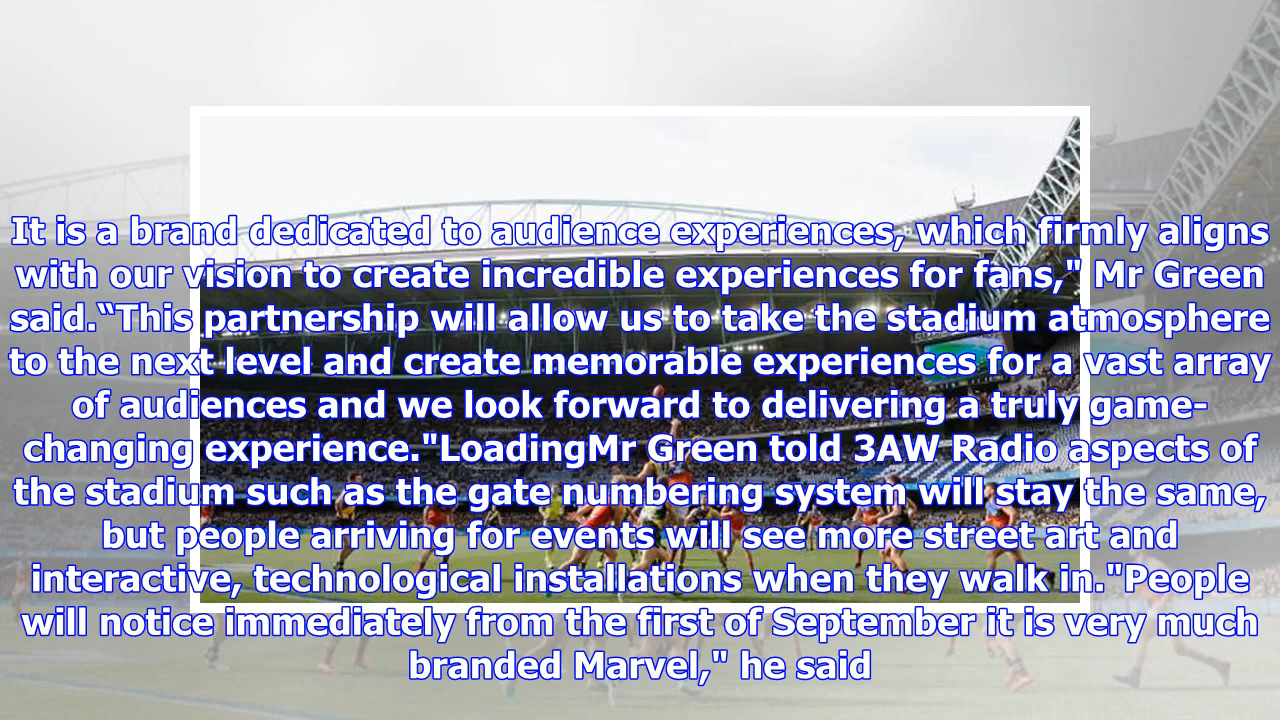 It is a brand dedicated to audience experiences, which firmly aligns
with our vision to create incredible experiences for fans," Mr Green
said.“This partnership will allow us to take the stadium atmosphere
to the next level and create memorable experiences for a vast array
of audiences and we look forward to delivering a truly game-
changing experience."LoadingMr Green told 3AW Radio aspects of
the stadium such as the gate numbering system will stay the same,
but people arriving for events will see more street art and
interactive, technological installations when they walk in."People
will notice immediately from the first of September it is very much
branded Marvel," he said